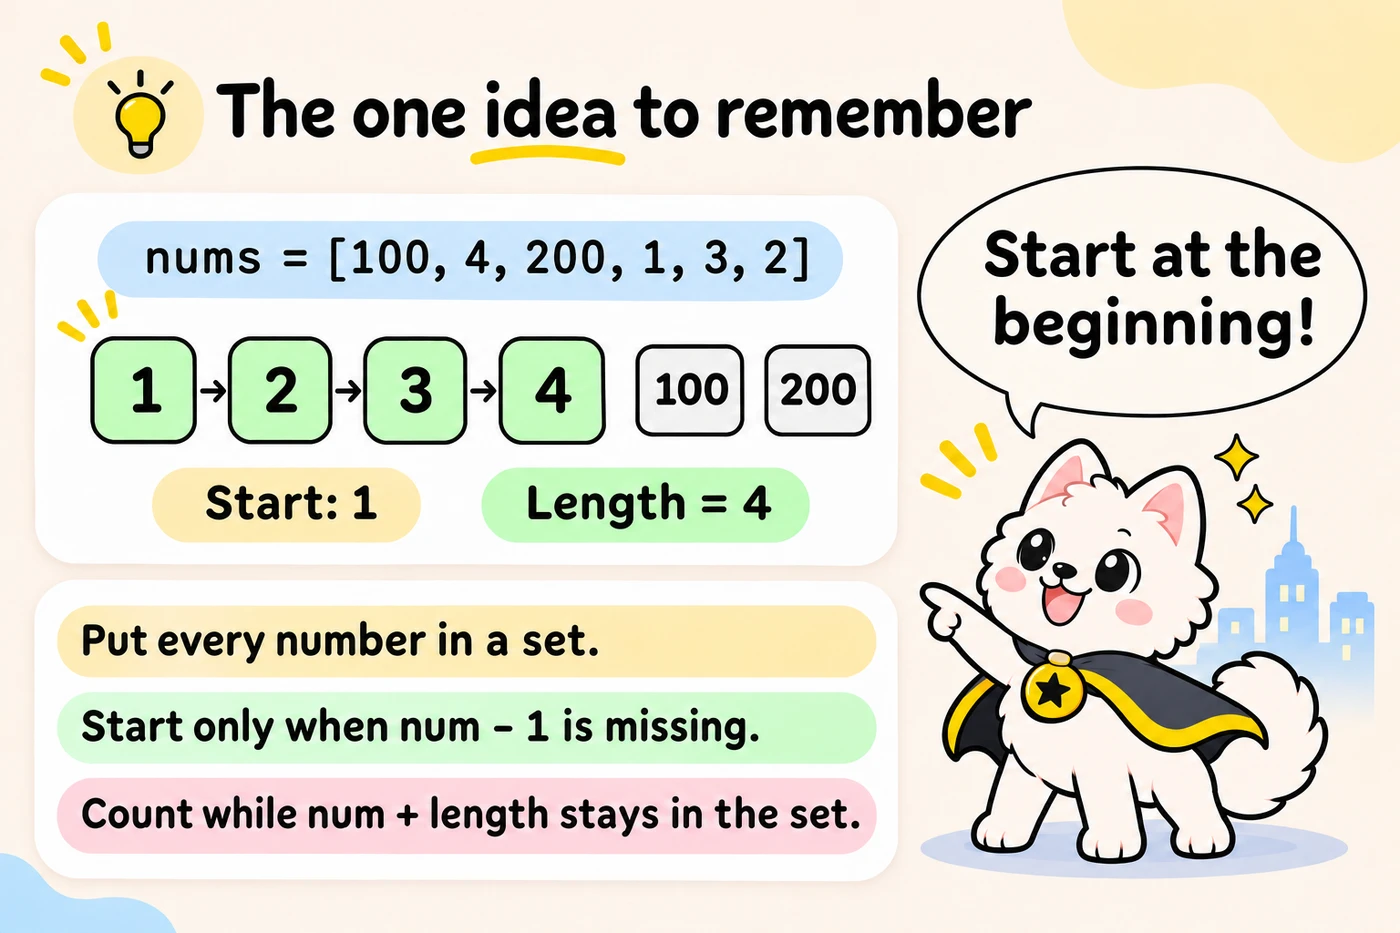 The one idea to remember
nums = [100, 4, 200, 1, 3, 2]
1 → 2 → 3 → 4 100 200
Start: 1 Length = 4
Put every number in a set.
Start only when num – 1 is missing.
Count while num + length stays in the set.
Start at the
beginning!